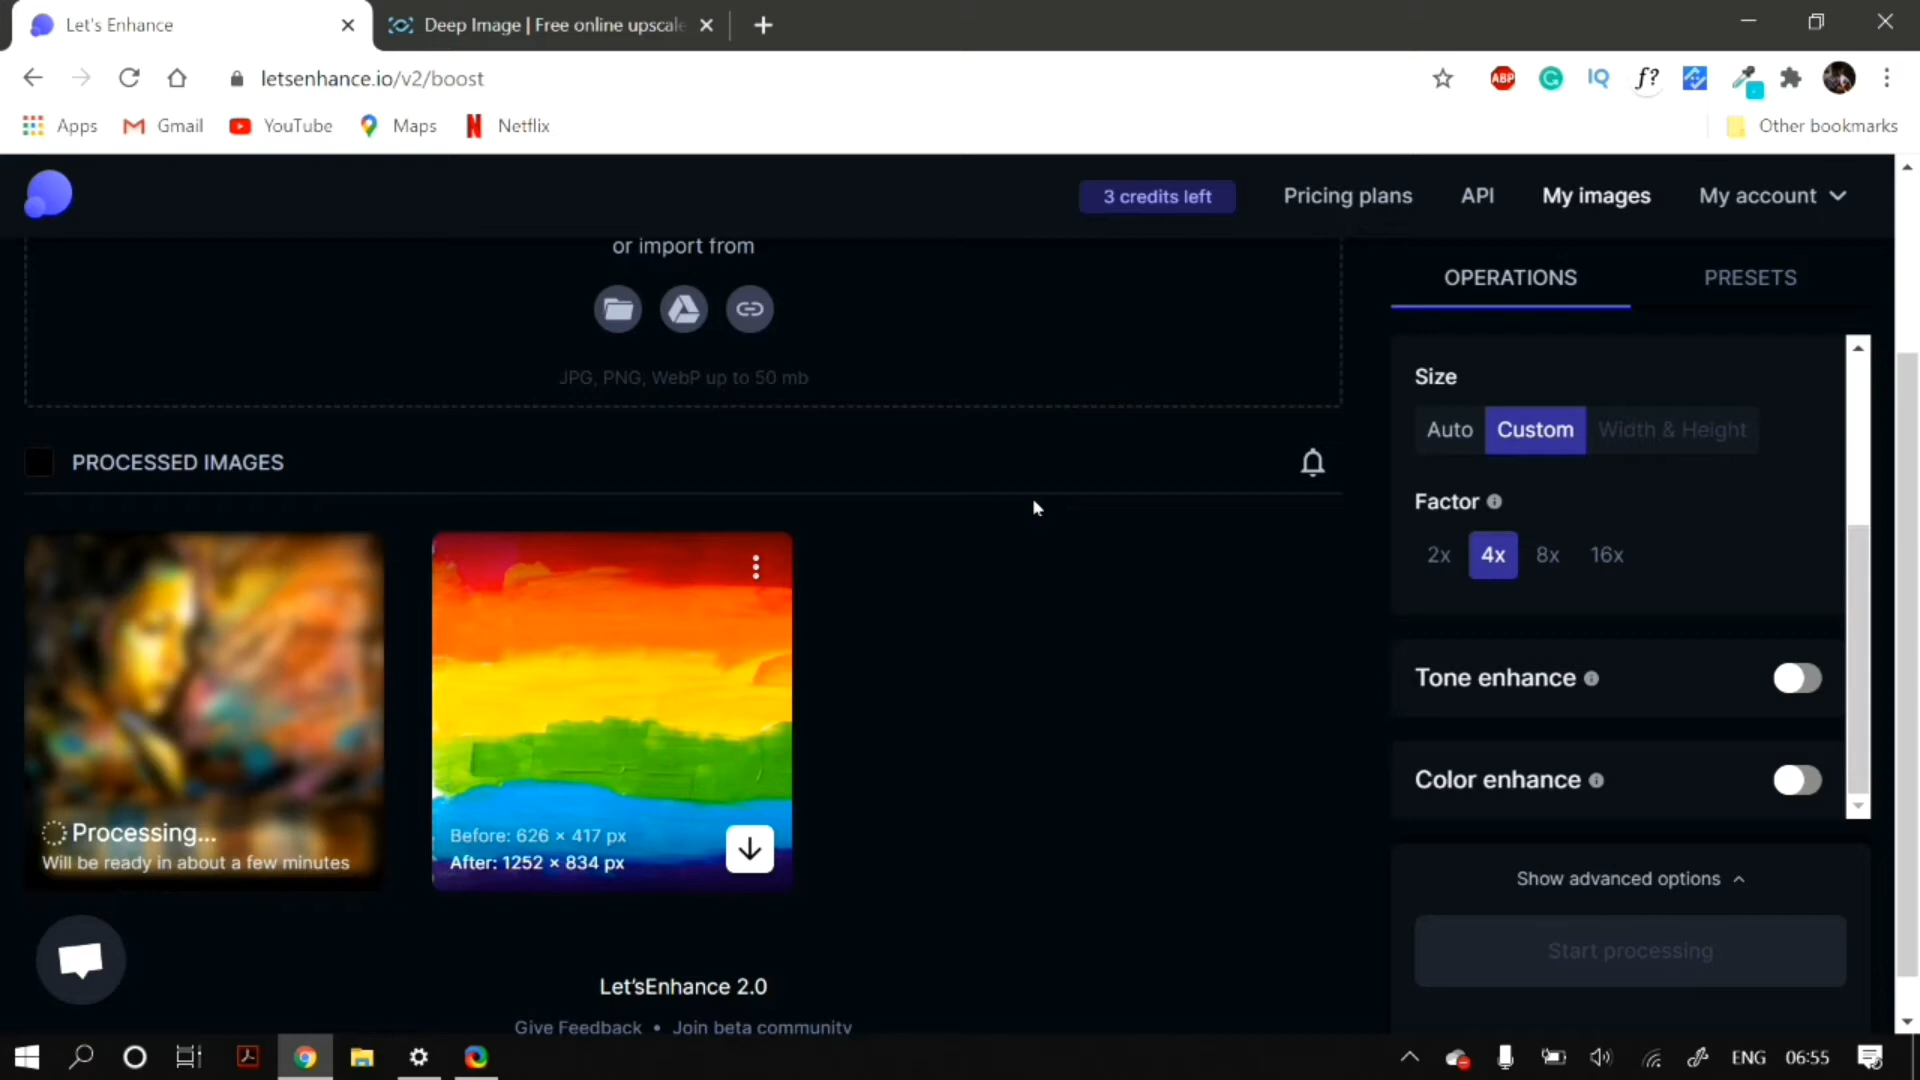 Let's Enhance
Deep Image | Free online upscale
letsenhance.io/v2/boost
ABP
IQ
f?
Apps
Gmail
YouTube
Maps
Netflix
Other bookmarks
3 credits left
Pricing plans
API
My images
My account
or import from
JPG, PNG, WebP up to 50 mb
OPERATIONS
PRESETS
Size
Auto
Custom
Width & Height
Factor
2x
4x
8x
16x
PROCESSED IMAGES
Processing...
Will be ready in about a few minutes
Before: 626 × 417 px
After: 1252 × 834 px
Tone enhance
Color enhance
Show advanced options
Start processing
Let'sEnhance 2.0
Give Feedback • Join beta community
ENG
06:55